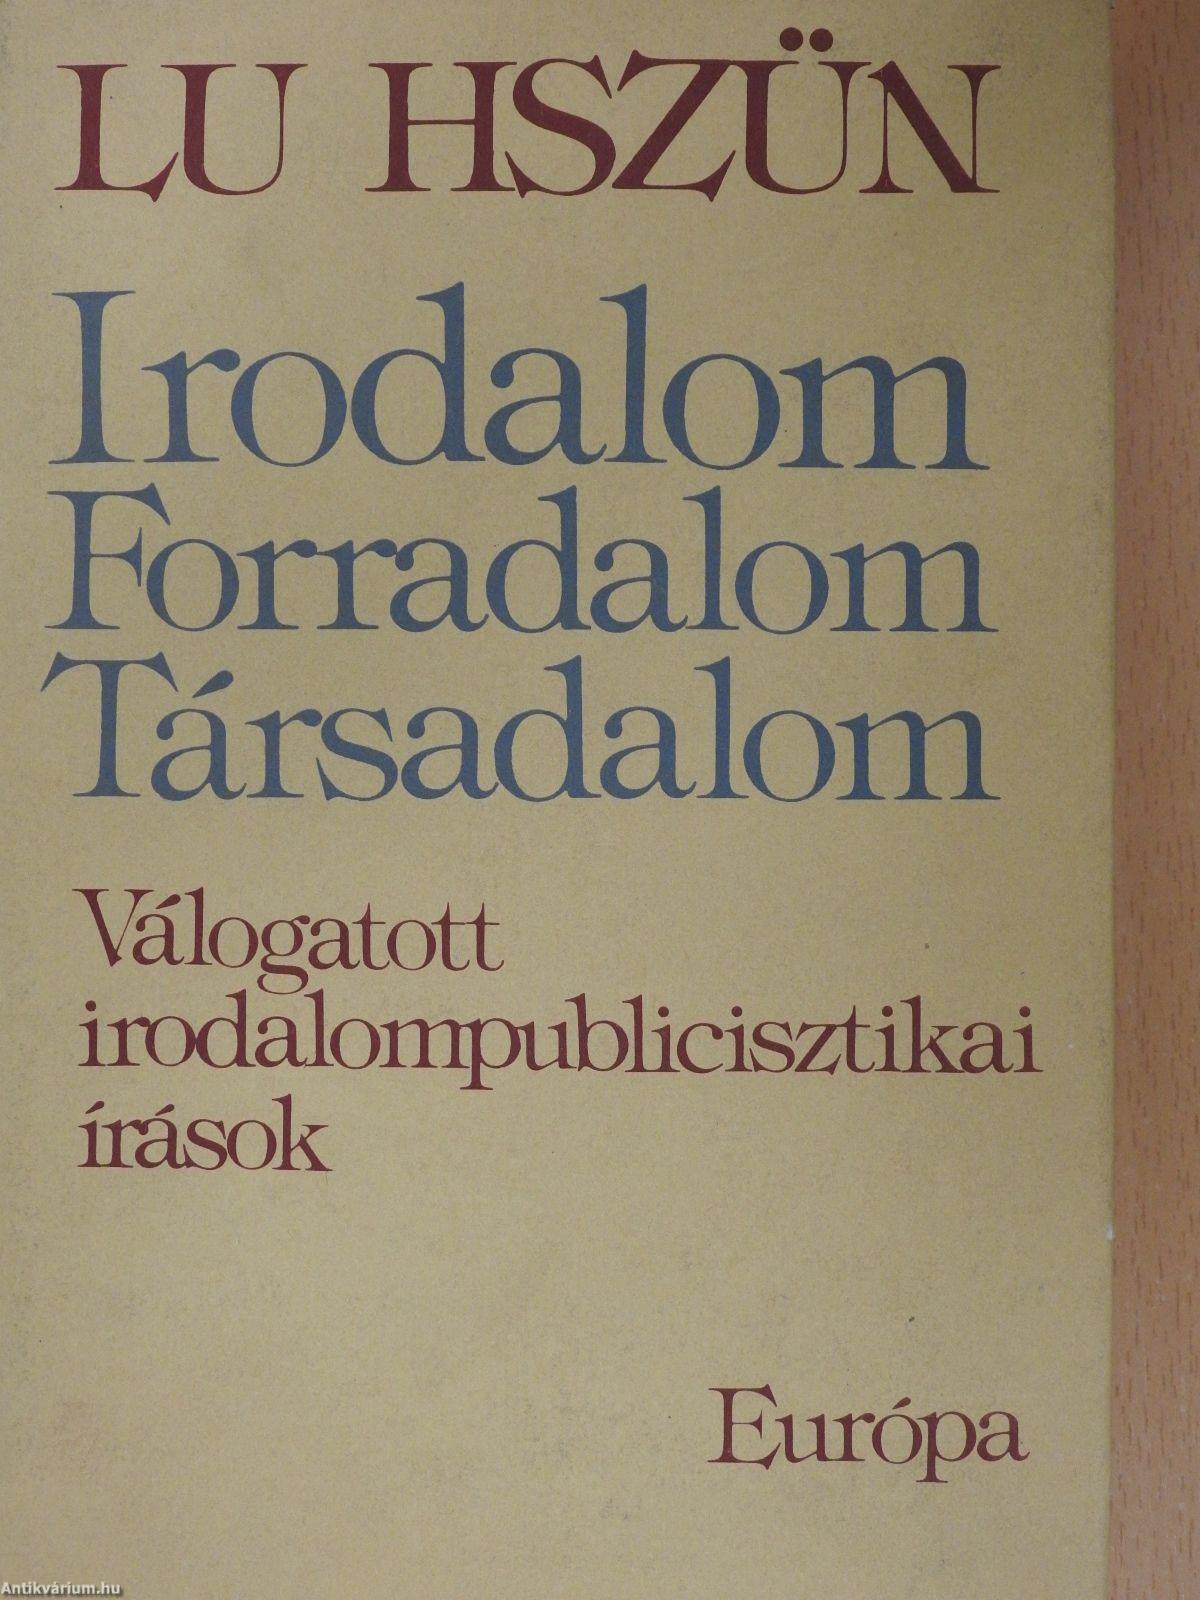 LU HSZÜN
Irodalom
Forradalom
Társadalom
Válogatott
irodalompublicisztikai
írások
Európa
Antikvárium.hu